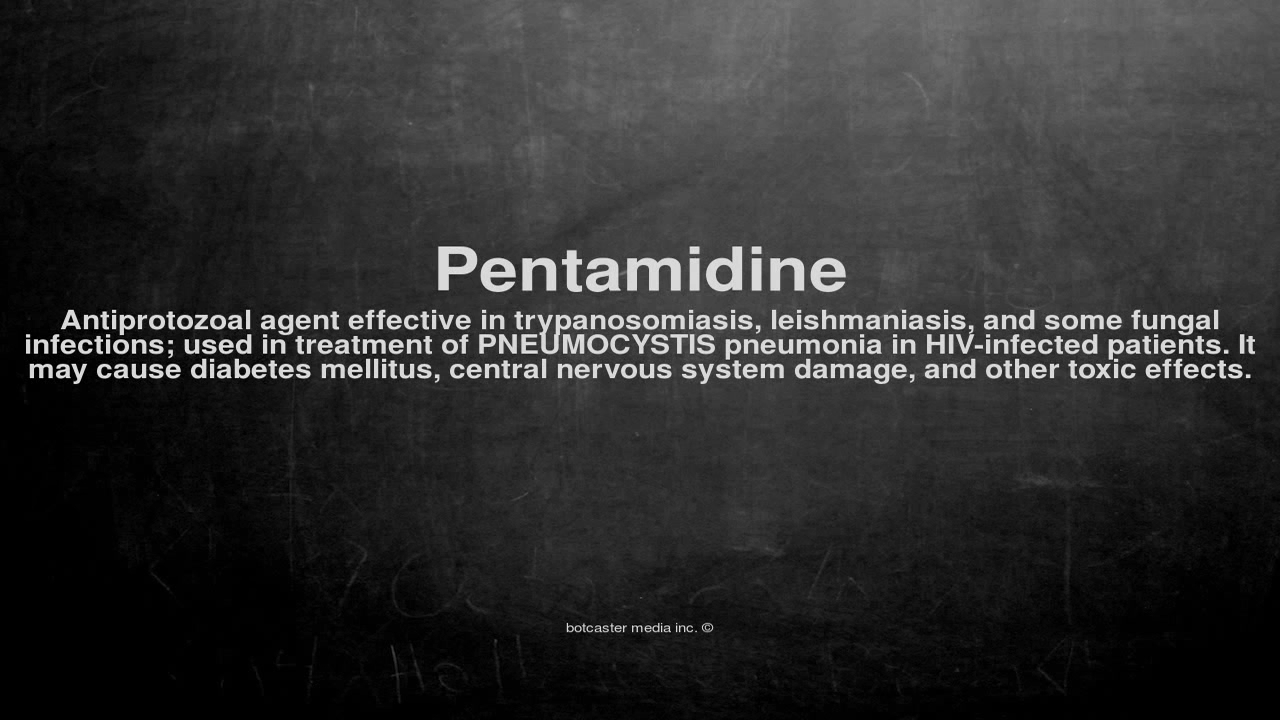 Pentamidine
Antiprotozoal agent effective in trypanosomiasis, leishmaniasis, and some fungal
infections; used in treatment of PNEUMOCYSTIS pneumonia in HIV-infected patients. It
may cause diabetes mellitus, central nervous system damage, and other toxic effects.
botcaster media inc. ©